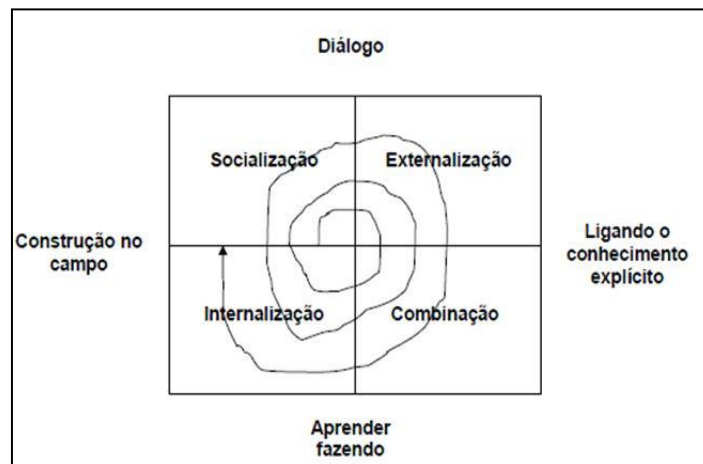 Diálogo
Socialização
Externalização
Construção no
campo
Ligando o
conhecimento
explícito
Internalização
Combinação
Aprender
fazendo